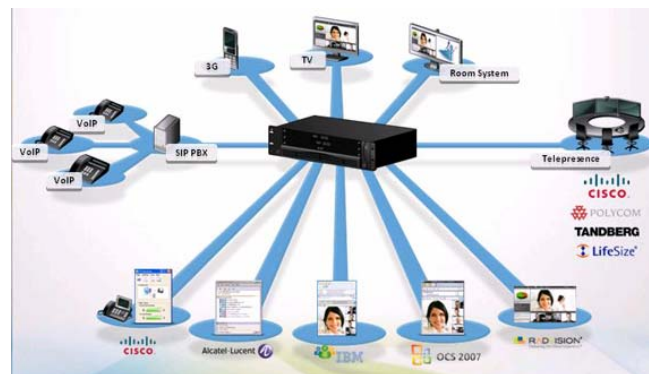 3G
TV
Room System
VoIP
VoIP
VoIP
SIP PBX
Telepresence
CISCO
POLYCOM
TANDBERG
LifeSize
CISCO
Alcatel-Lucent
IBM
OCS 2007
RADVISION